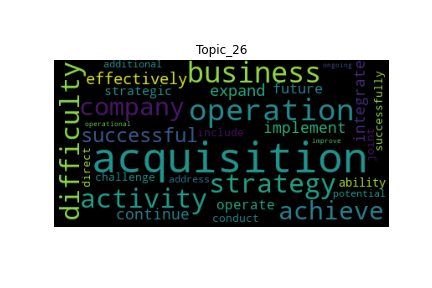 Topic_26
additional
ongoing
effectively
business
strategic
expand
future
difficulty
company
operation
integrate
successfully
operational
successful
include
implement
joint
improve
direct
acquisition
challenge
address
strategy
ability
activity
operate
potential
continue
conduct
achieve